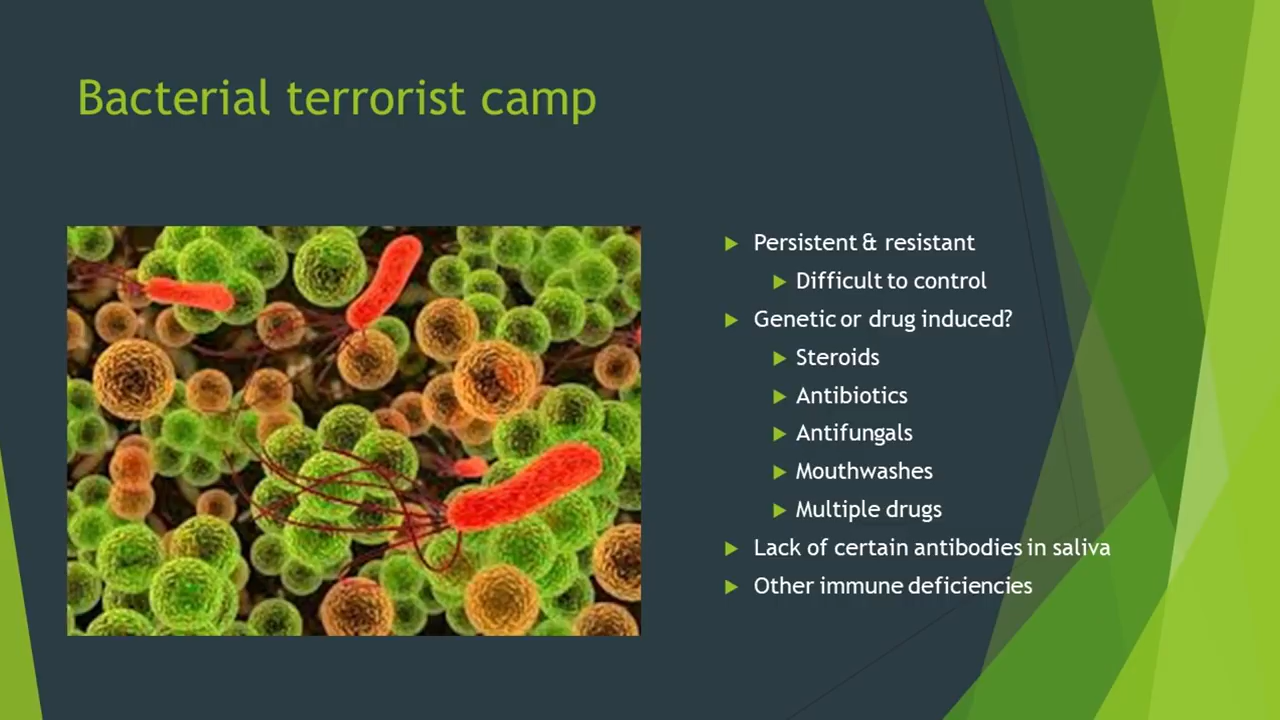 Bacterial terrorist camp
Persistent & resistant
Difficult to control
Genetic or drug induced?
Steroids
Antibiotics
Antifungals
Mouthwashes
Multiple drugs
Lack of certain antibodies in saliva
Other immune deficiencies